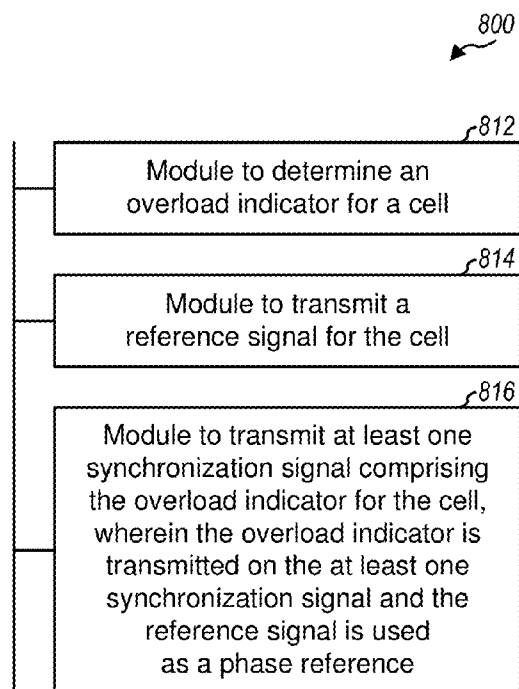 800
812
Module to determine an
overload indicator for a cell
814
Module to transmit a
reference signal for the cell
816
Module to transmit at least one
synchronization signal comprising
the overload indicator for the cell,
wherein the overload indicator is
transmitted on the at least one
synchronization signal and the
reference signal is used
as a phase reference